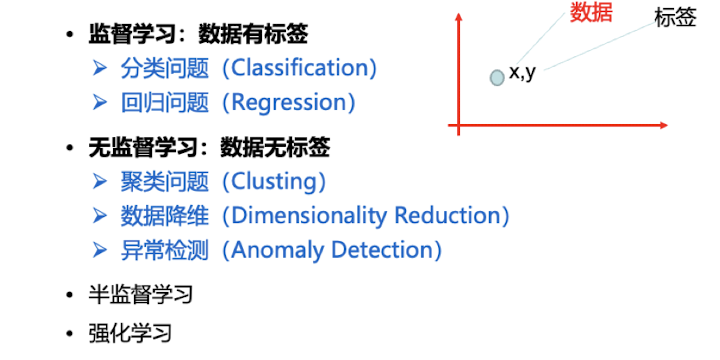 • 监督学习：数据有标签
➢ 分类问题（Classification）
➢ 回归问题（Regression）
• 无监督学习：数据无标签
➢ 聚类问题（Clusting）
➢ 数据降维（Dimensionality Reduction）
➢ 异常检测（Anomaly Detection）
• 半监督学习
• 强化学习
数据
标签
x,y